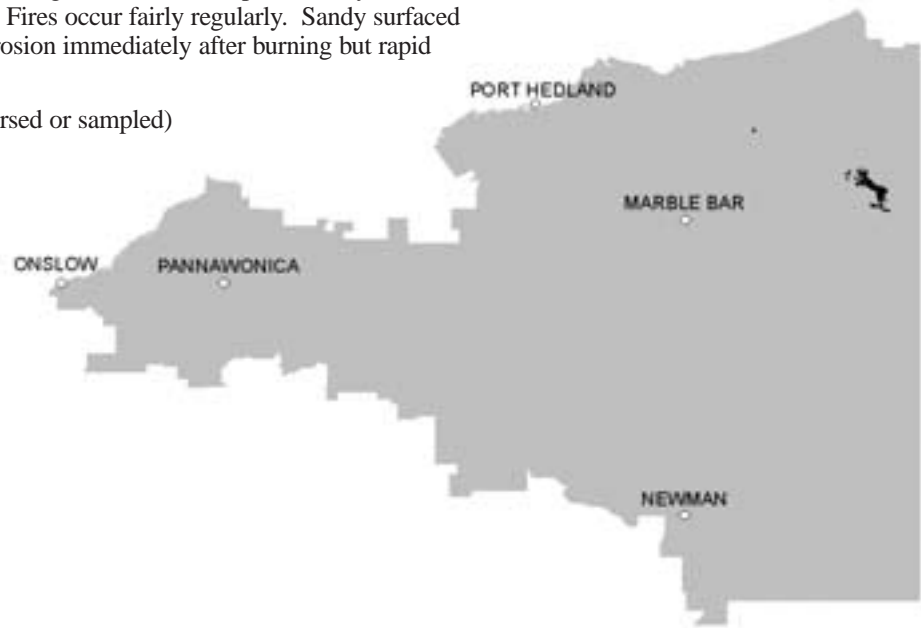 Fires occur fairly regularly. Sandy surfaced
rosion immediately after burning but rapid
rsed or sampled)
PORT HEDLAND
MARBLE BAR
ONSLOW
PANNAWONICA
NEWMAN